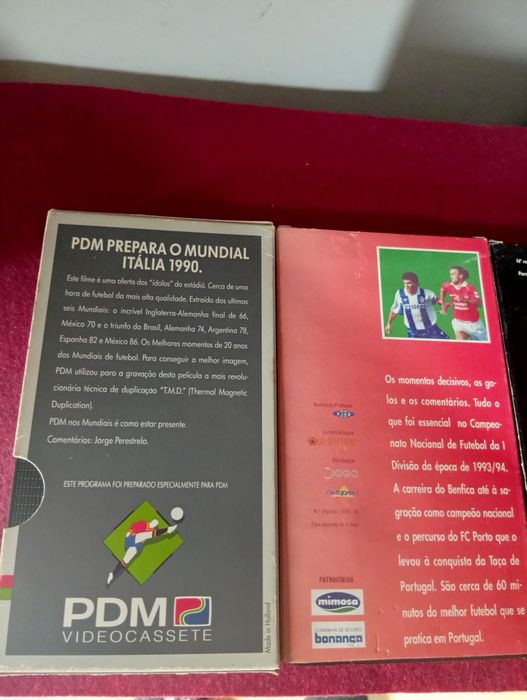 PDM PREPARA O MUNDIAL
ITÁLIA 1990.
Este filme é uma oferta dos "ídolos" do estádio. Cerca de uma
hora de futebol da mais alta qualidade. Extraído dos ultimos
seis Mundiais: o incrível Inglaterra-Alemanha final de 66,
México 70 e o triunfo do Brasil, Alemanha 74, Argentina 78,
Espanha 82 e México 86. Os Melhores momentos de 20 anos
dos Mundiais de futebol. Para conseguir a melhor imagem,
PDM utilizou para a gravação desta película a mais revolu-
cionária técnica de duplicação "T.M.D." (Thermal Magnetic
Duplication).
PDM nos Mundiais é como estar presente.
Comentários: Jorge Perestrelo.
ESTE PROGRAMA FOI PREPARADO ESPECIALMENTE PARA PDM
PDM
VIDEOCASSETE
Made in Holland
Os momentos decisivos, os go-
los e os comentários. Tudo o
que foi essencial no Campeo-
nato Nacional de Futebol da I
Divisão da época de 1993/94.
A carreira do Benfica até à sa-
gração como campeão nacional
e o percurso do FC Porto que o
levou à conquista da Taça de
Portugal. São cerca de 60 mi-
nutos do melhor futebol que se
pratica em Portugal.
JOGO
PATROCÍNIOS
mimosa
COMPANHIA DE SEGUROS
bonança